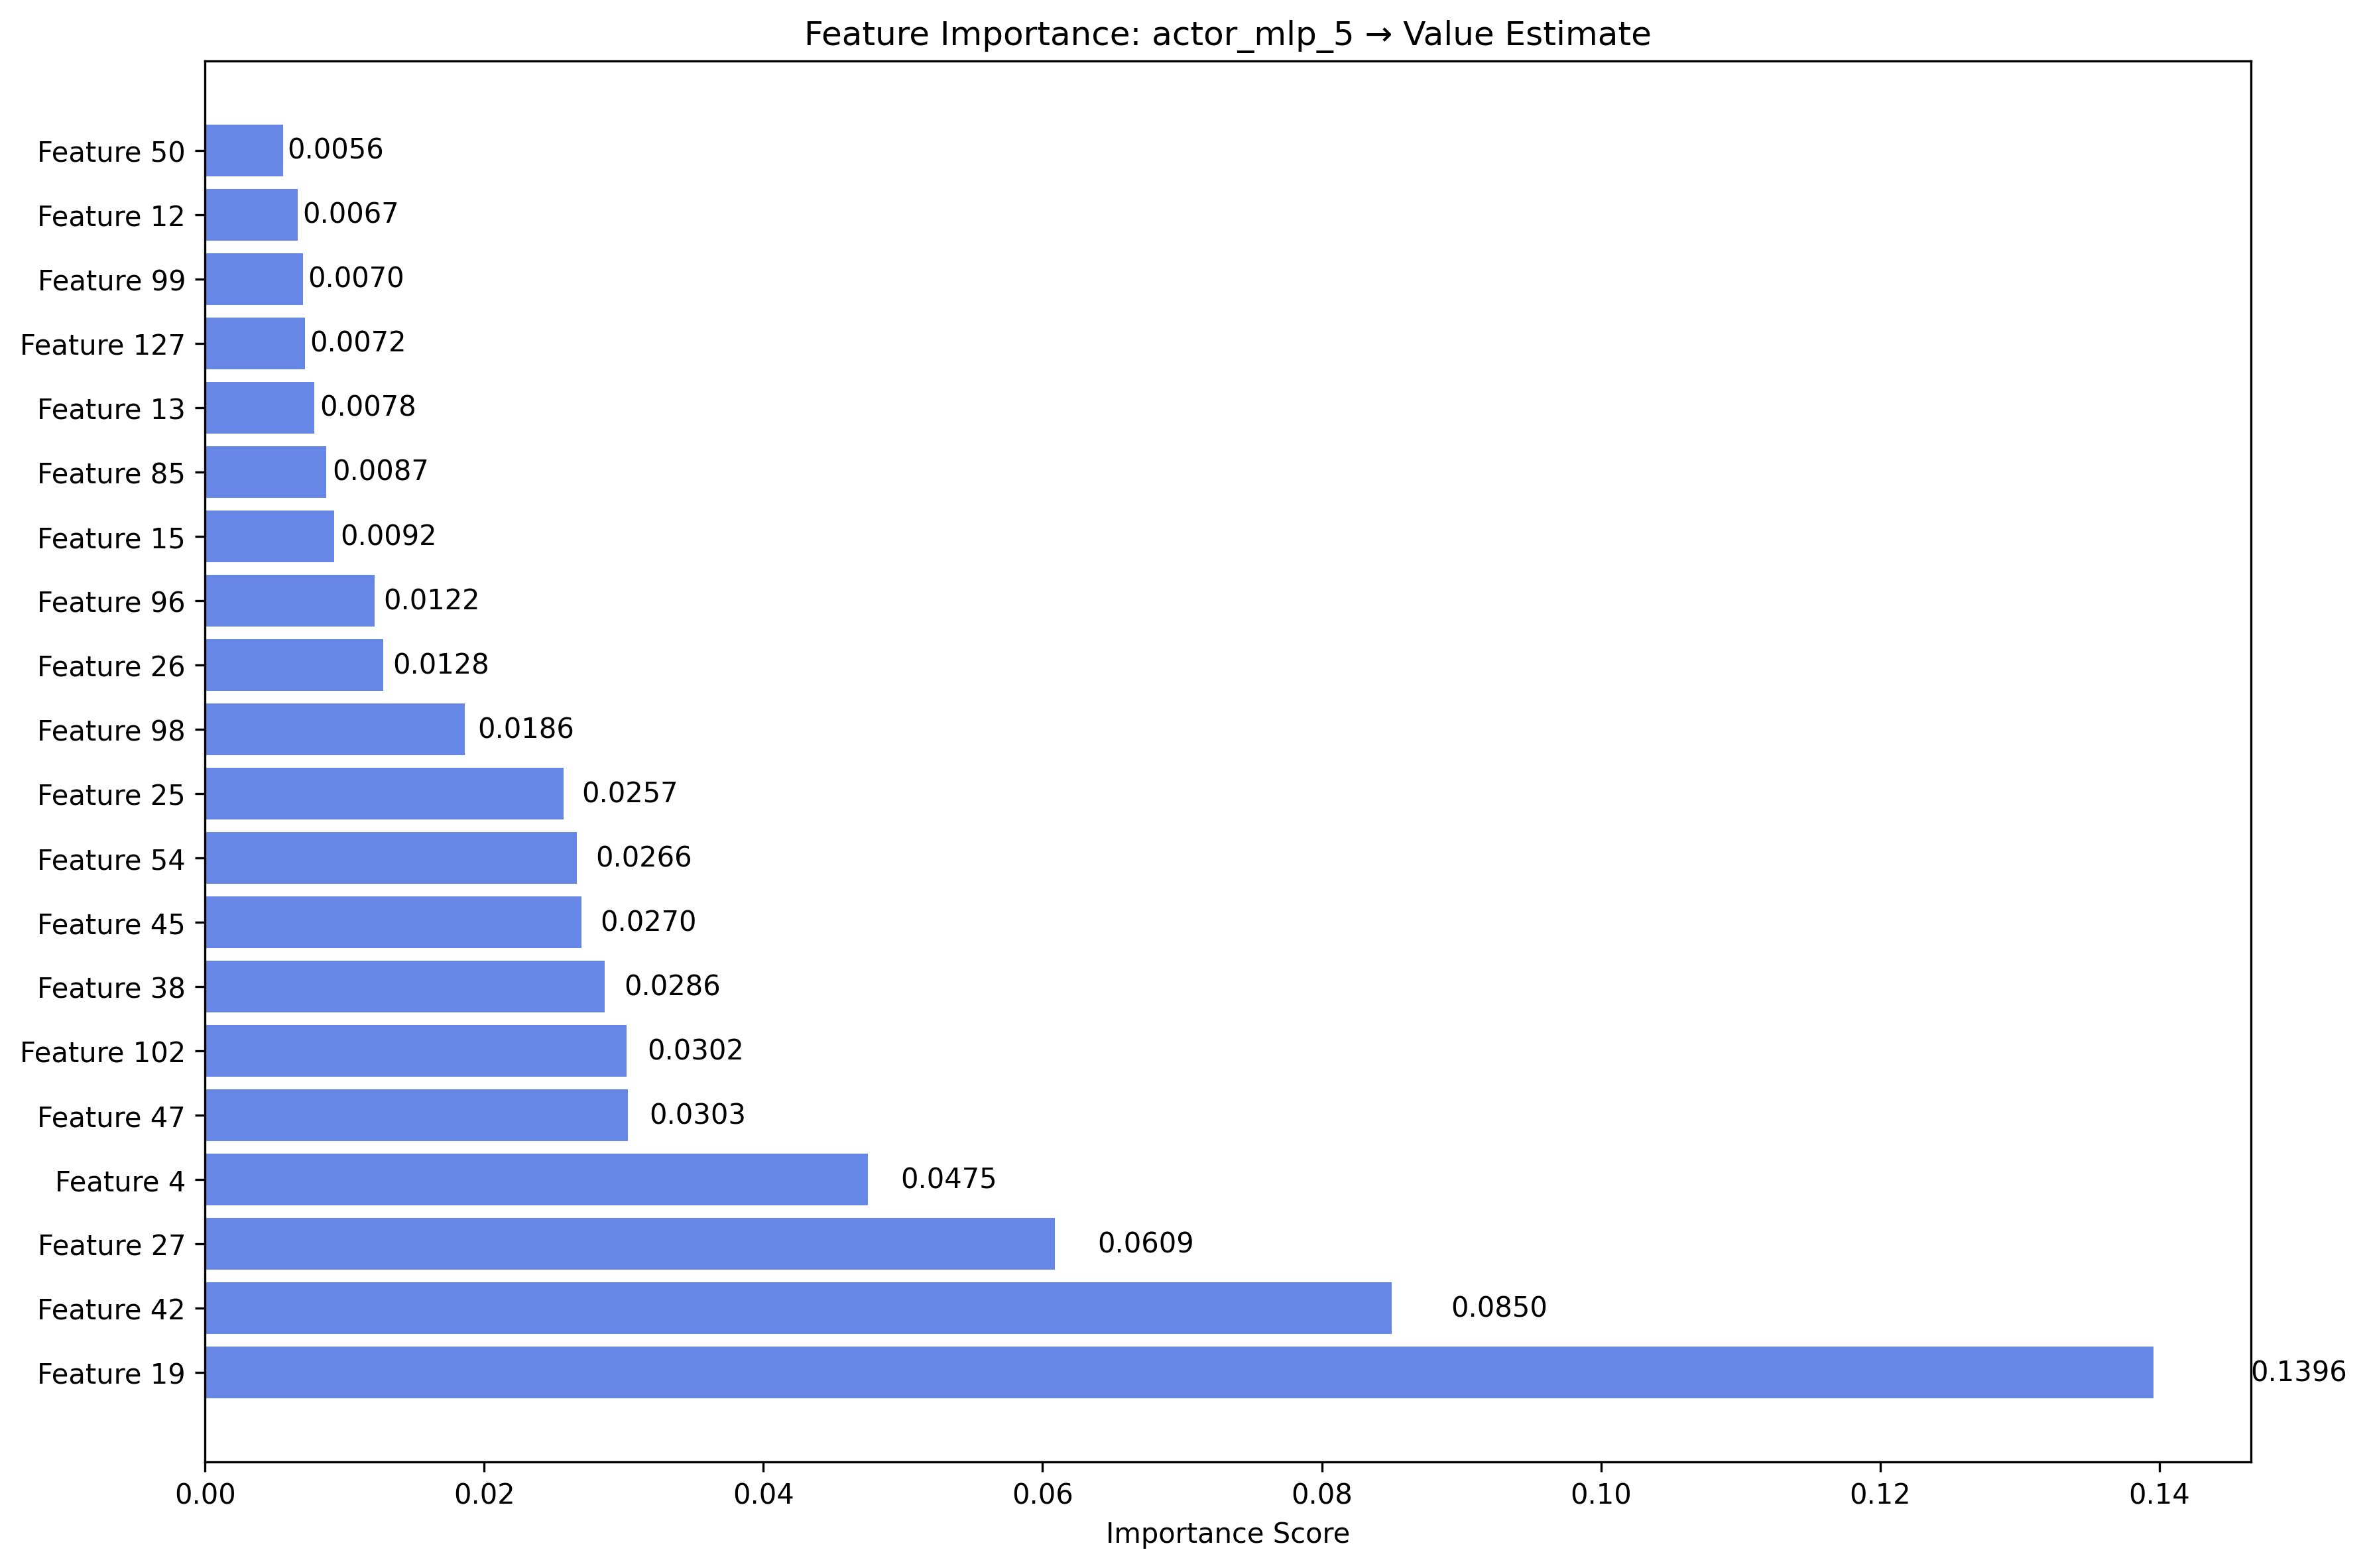 Feature Importance: actor_mlp_5 → Value Estimate
Feature 50 0.0056
Feature 12 0.0067
Feature 99 0.0070
Feature 127 0.0072
Feature 13 0.0078
Feature 85 0.0087
Feature 15 0.0092
Feature 96 0.0122
Feature 26 0.0128
Feature 98 0.0186
Feature 25 0.0257
Feature 54 0.0266
Feature 45 0.0270
Feature 38 0.0286
Feature 102 0.0302
Feature 47 0.0303
Feature 4 0.0475
Feature 27 0.0609
Feature 42 0.0850
Feature 19 0.1396
0.00 0.02 0.04 0.06 0.08 0.10 0.12 0.14
Importance Score